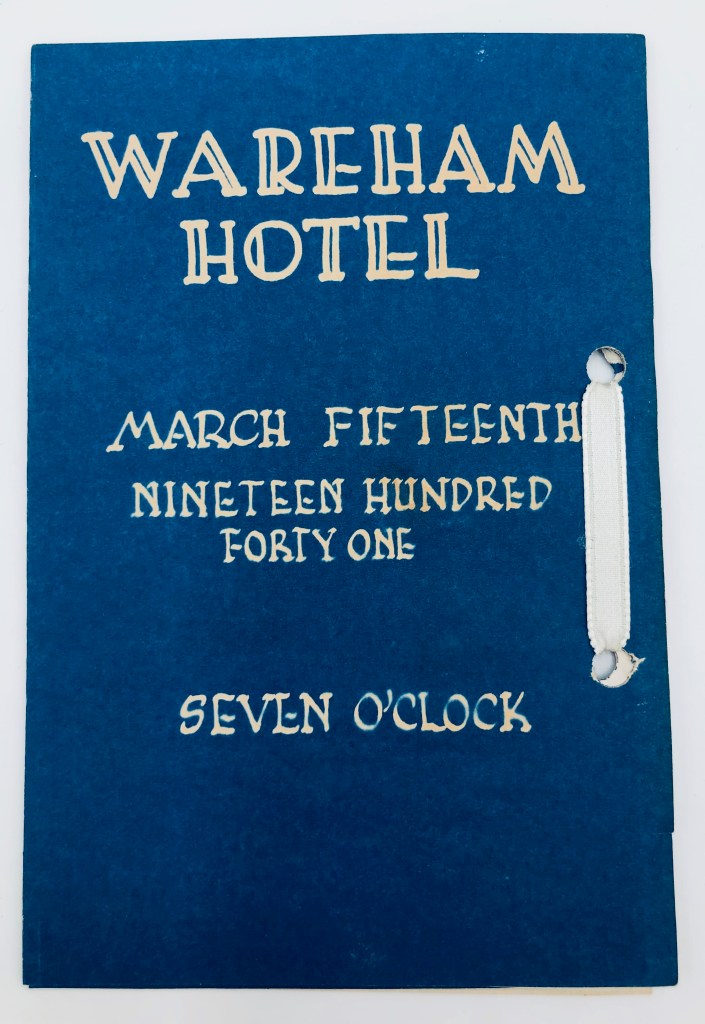 WAREHAM
HOTEL
MARCH FIFTEENTH
NINETEEN HUNDRED
FORTY ONE
SEVEN O'CLOCK